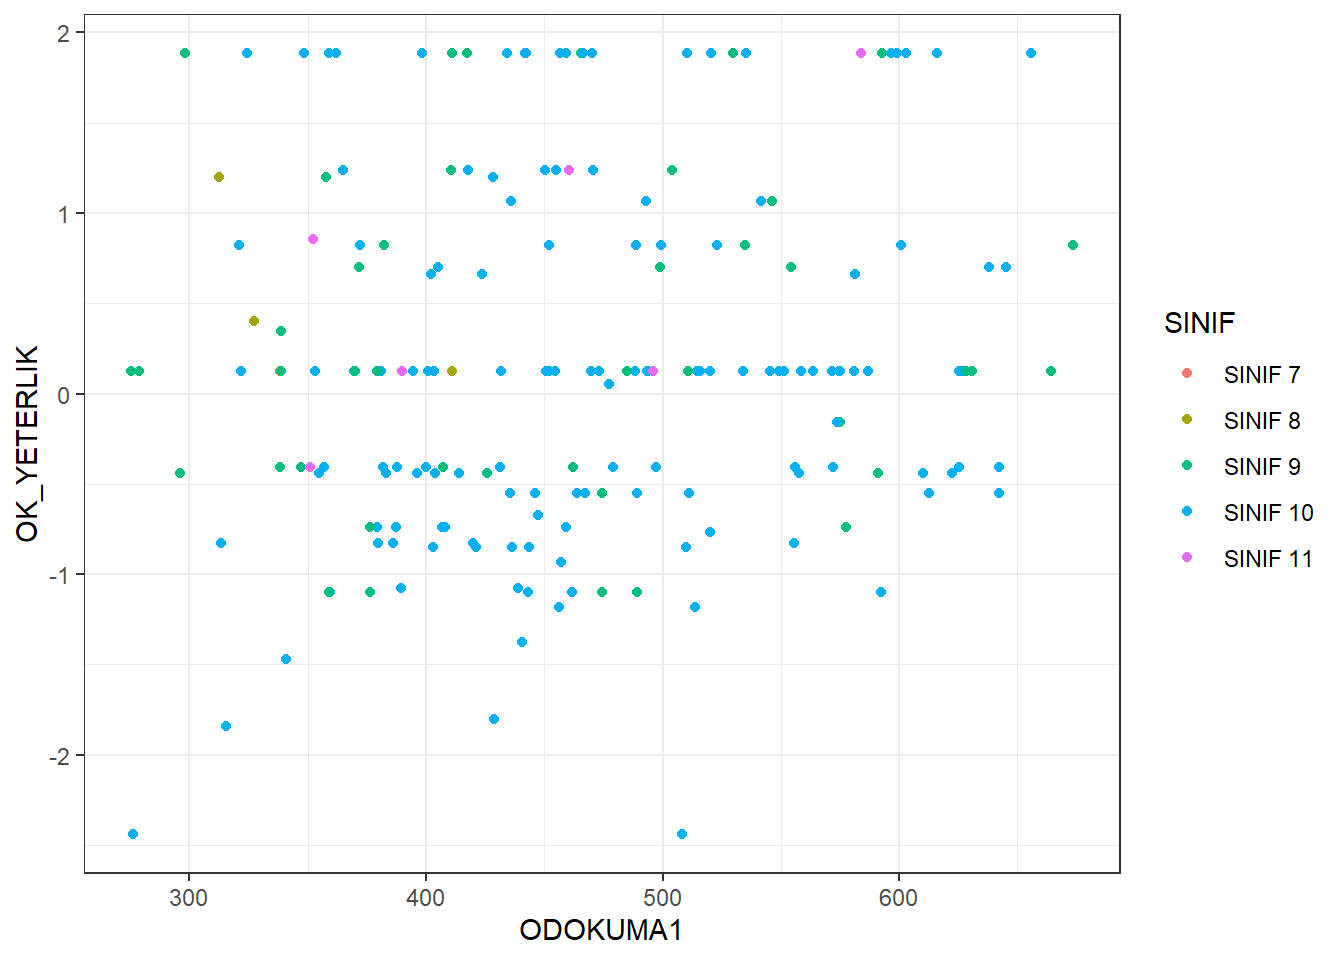 2
1
0
-1
-2
OK_YETERLIK
300
400
500
600
ODOKUMA1
SINIF
SINIF 7
SINIF 8
SINIF 9
SINIF 10
SINIF 11